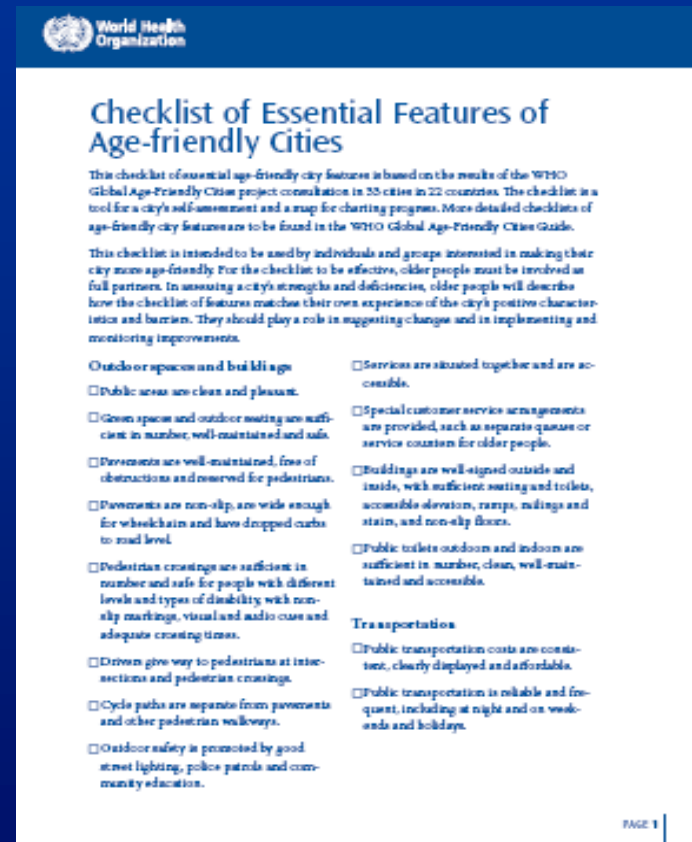 World Health
Organization
Checklist of Essential Features of
Age-friendly Cities
This checklist of essential age-friendly city features is based on the results of the WHO
Global Age-Friendly Cities project consultation in 33 cities in 22 countries. The checklist is a
tool for a city's self-assessment and a map for charting progress. More detailed checklists of
age-friendly city features are to be found in the WHO Global Age-Friendly Cities Guide.
This checklist is intended to be used by individuals and groups interested in making their
city more age-friendly. For the checklist to be effective, older people must be involved as
full partners. In assessing a city's strengths and deficiencies, older people will describe
how the checklist of features matches their own experience of the city's positive character-
istics and barriers. They should play a role in suggesting changes and in implementing and
monitoring improvements.
Outdoor spaces and buildings
Public areas are clean and pleasant.
Green spaces and outdoor seating are suffi-
cient in number, well-maintained and safe.
Pavements are well-maintained, free of
obstructions and reserved for pedestrians.
Pavements are non-slip, are wide enough
for wheelchairs and have dropped curbs
to road level.
Pedestrian crossings are sufficient in
number and safe for people with different
levels and types of disability, with non-
slip markings, visual and audio cues and
adequate crossing times.
Drivers give way to pedestrians at inter-
sections and pedestrian crossings.
Cycle paths are separate from pavements
and other pedestrian walkways.
Outdoor safety is promoted by good
street lighting, police patrols and com-
munity education.
Services are situated together and are ac-
cessible.
Special customer service arrangements
are provided, such as separate queues or
service counters for older people.
Buildings are well-signed outside and
inside, with sufficient seating and toilets,
accessible elevators, ramps, railings and
stairs, and non-slip floors.
Public toilets outdoors and indoors are
sufficient in number, clean, well-main-
tained and accessible.
Transportation
Public transportation costs are consis-
tent, clearly displayed and affordable.
Public transportation is reliable and fre-
quent, including at night and on week-
ends and holidays.
PAGE 1